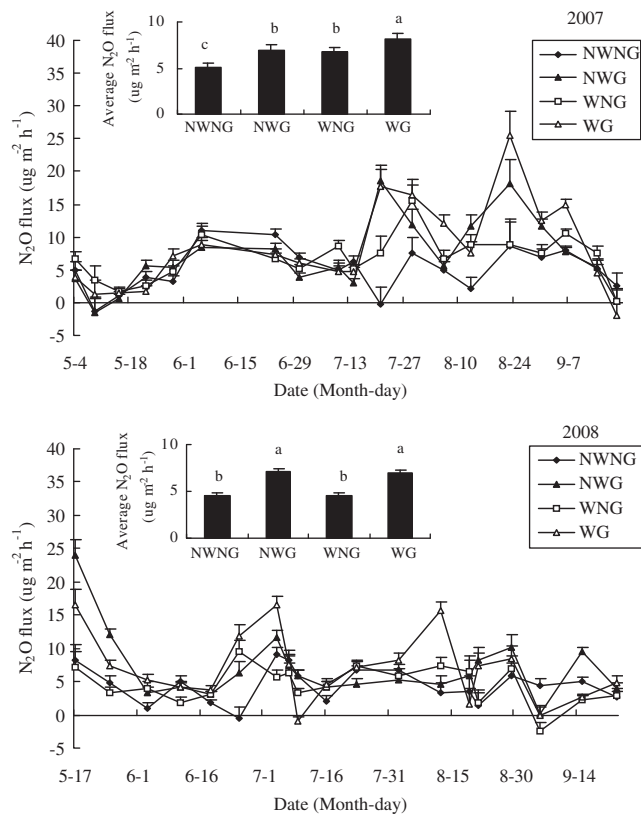 2007
Average N₂O flux
(ug m⁻² h⁻¹)
10
5
0
c
b
b
a
NWNG
NWG
WNG
WG
NWNG
NWG
WNG
WG
N₂O flux (ug m⁻² h⁻¹)
40
35
30
25
20
15
10
5
0
-5
5-4
5-18
6-1
6-15
6-29
7-13
7-27
8-10
8-24
9-7
Date (Month-day)
2008
Average N₂O flux
(ug m⁻² h⁻¹)
10
5
0
b
a
b
a
NWNG
NWG
WNG
WG
NWNG
NWG
WNG
WG
N₂O flux (ug m⁻² h⁻¹)
40
35
30
25
20
15
10
5
0
-5
5-17
6-1
6-16
7-1
7-16
7-31
8-15
8-30
9-14
Date (Month-day)